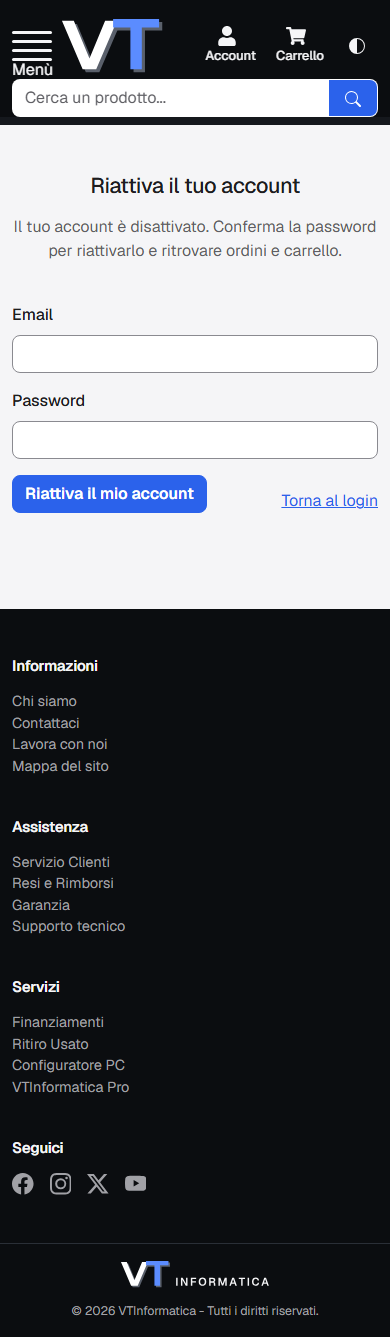 Menù
VT
Account
Carrello
Cerca un prodotto...
Riattiva il tuo account
Il tuo account è disattivato. Conferma la password
per riattivarlo e ritrovare ordini e carrello.
Email
Password
Riattiva il mio account
Torna al login
Informazioni
Chi siamo
Contattaci
Lavora con noi
Mappa del sito
Assistenza
Servizio Clienti
Resi e Rimborsi
Garanzia
Supporto tecnico
Servizi
Finanziamenti
Ritiro Usato
Configuratore PC
VTInformatica Pro
Seguici
VT INFORMATICA
© 2026 VTInformatica - Tutti i diritti riservati.